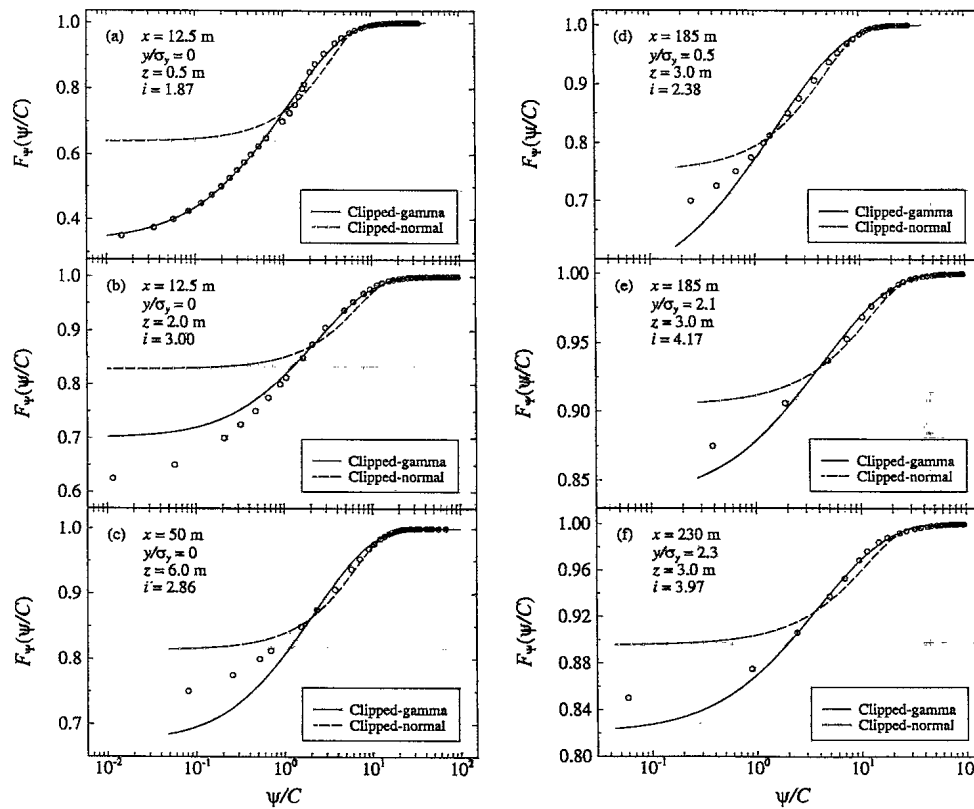 (a)
x = 12.5 m
y/σy = 0
z = 0.5 m
i = 1.87
1.0
0.8
0.6
0.4
FΨ(ψ/C)
Clipped-gamma
Clipped-normal
(b)
x = 12.5 m
y/σy = 0
z = 2.0 m
i = 3.00
1.0
0.9
0.8
0.7
0.6
FΨ(ψ/C)
Clipped-gamma
Clipped-normal
(c)
x = 50 m
y/σy = 0
z = 6.0 m
i = 2.86
1.0
0.9
0.8
0.7
FΨ(ψ/C)
Clipped-gamma
Clipped-normal
10⁻² 10⁻¹ 10⁰ 10¹ 10²
ψ/C
(d)
x = 185 m
y/σy = 0.5
z = 3.0 m
i = 2.38
1.0
0.9
0.8
0.7
FΨ(ψ/C)
Clipped-gamma
Clipped-normal
(e)
x = 185 m
y/σy = 2.1
z = 3.0 m
i = 4.17
1.00
0.95
0.90
0.85
FΨ(ψ/C)
Clipped-gamma
Clipped-normal
(f)
x = 230 m
y/σy = 2.3
z = 3.0 m
i = 3.97
1.00
0.96
0.92
0.88
0.84
0.80
FΨ(ψ/C)
Clipped-gamma
Clipped-normal
10⁻¹ 10⁰ 10¹ 10²
ψ/C